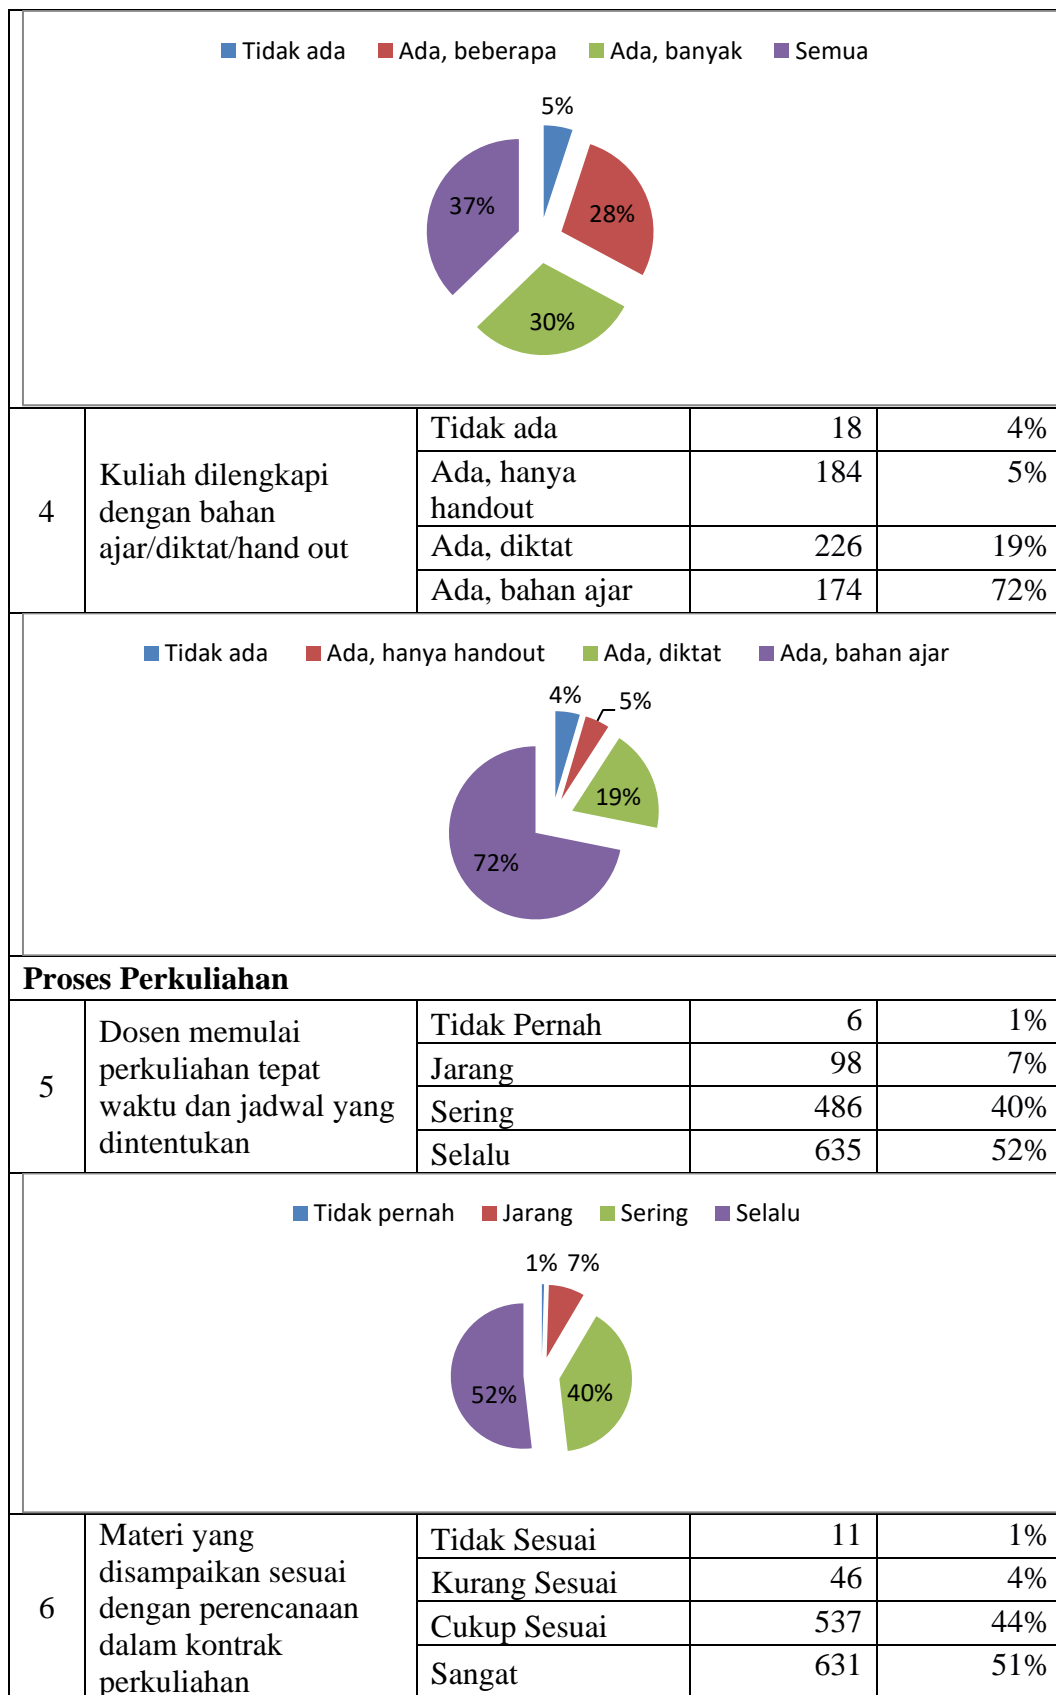 Tidak ada Ada, beberapa Ada, banyak Semua
5%
37% 28%
30%
4
Kuliah dilengkapi
dengan bahan
ajar/diktat/hand out
Tidak ada 18 4%
Ada, hanya
handout
184 5%
Ada, diktat 226 19%
Ada, bahan ajar 174 72%
Tidak ada Ada, hanya handout Ada, diktat Ada, bahan ajar
4% 5%
19%
72%
Proses Perkuliahan
5
Dosen memulai
perkuliahan tepat
waktu dan jadwal yang
dintentukan
Tidak Pernah 6 1%
Jarang 98 7%
Sering 486 40%
Selalu 635 52%
Tidak pernah Jarang Sering Selalu
1% 7%
52% 40%
6
Materi yang
disampaikan sesuai
dengan perencanaan
dalam kontrak
perkuliahan
Tidak Sesuai 11 1%
Kurang Sesuai 46 4%
Cukup Sesuai 537 44%
Sangat 631 51%